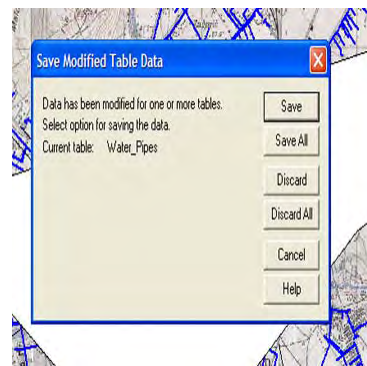 Save Modified Table Data
Data has been modified for one or more tables.
Select option for saving the data.
Current table: Water_Pipes
Save
Save All
Discard
Discard All
Cancel
Help